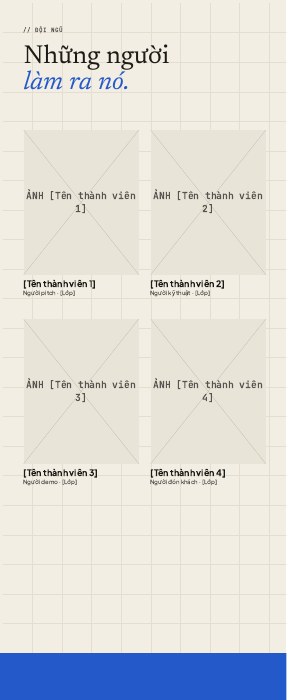 // ĐỘI NGŨ
Những người
làm ra nó.
ẢNH [Tên thành viên
1]
ẢNH [Tên thành viên
2]
[Tên thành viên 1]
Người pitch · [Lớp]
[Tên thành viên 2]
Người kỹ thuật · [Lớp]
ẢNH [Tên thành viên
3]
ẢNH [Tên thành viên
4]
[Tên thành viên 3]
Người demo · [Lớp]
[Tên thành viên 4]
Người đón khách · [Lớp]